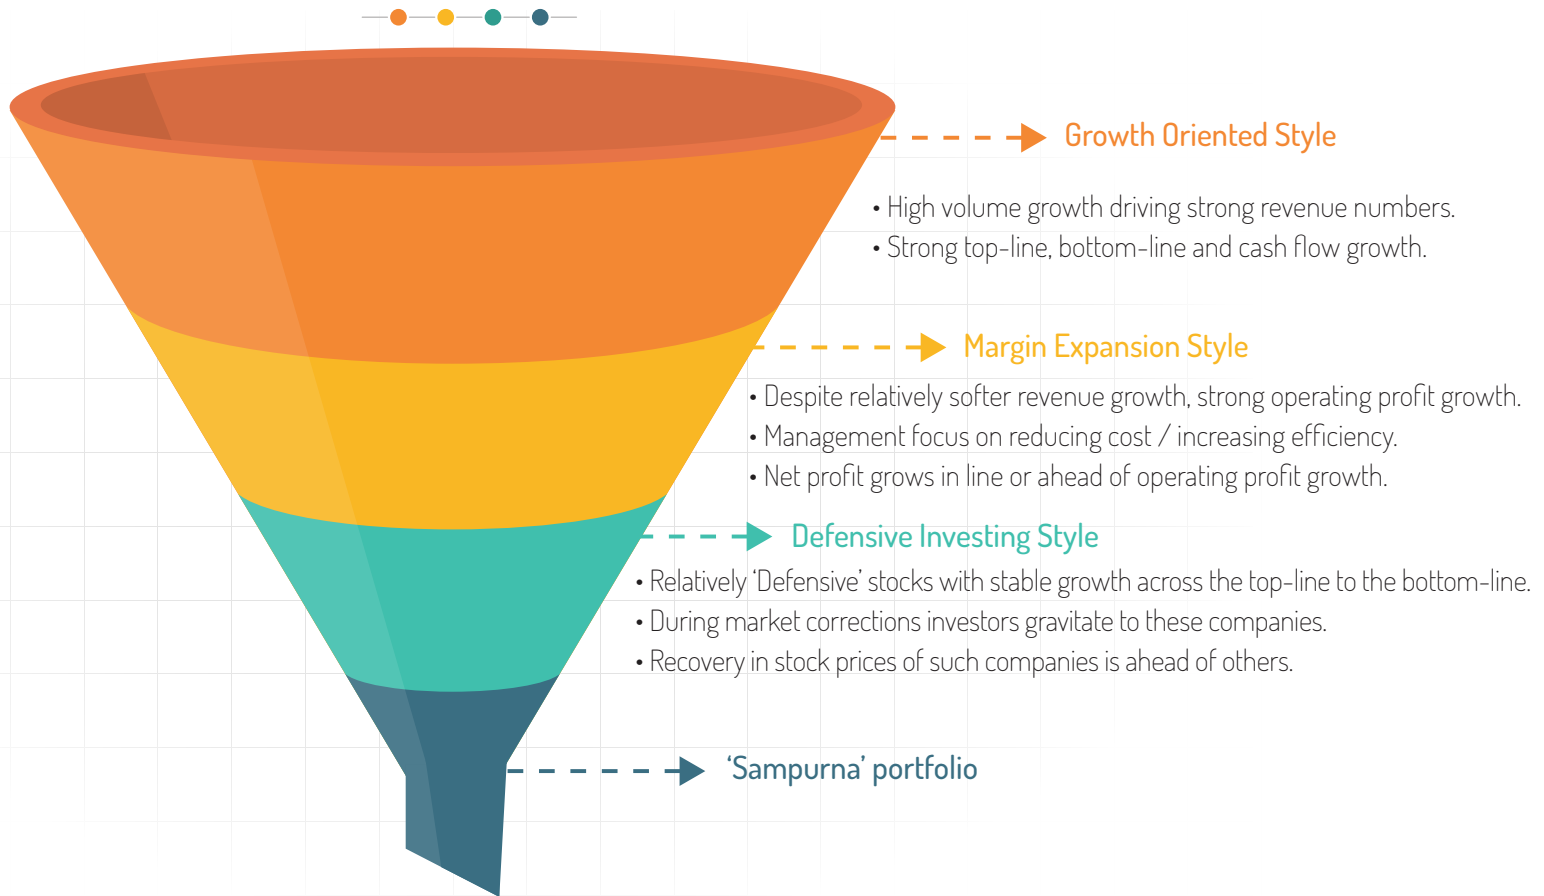 Growth Oriented Style
• High volume growth driving strong revenue numbers.
• Strong top-line, bottom-line and cash flow growth.
Margin Expansion Style
• Despite relatively softer revenue growth, strong operating profit growth.
• Management focus on reducing cost / increasing efficiency.
• Net profit grows in line or ahead of operating profit growth.
Defensive Investing Style
• Relatively ‘Defensive’ stocks with stable growth across the top-line to the bottom-line.
• During market corrections investors gravitate to these companies.
• Recovery in stock prices of such companies is ahead of others.
‘Sampurna’ portfolio